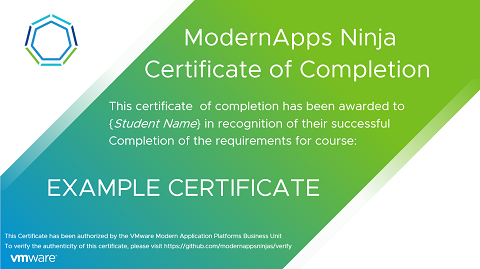 ModernApps Ninja
Certificate of Completion
This certificate of completion has been awarded to
{Student Name} in recognition of their successful
Completion of the requirements for course:
EXAMPLE CERTIFICATE
This Certificate has been authorized by the VMware Modern Application Platforms Business Unit
To verify the authenticity of this certificate, please visit https://github.com/modernappsninjas/verify
vmware®